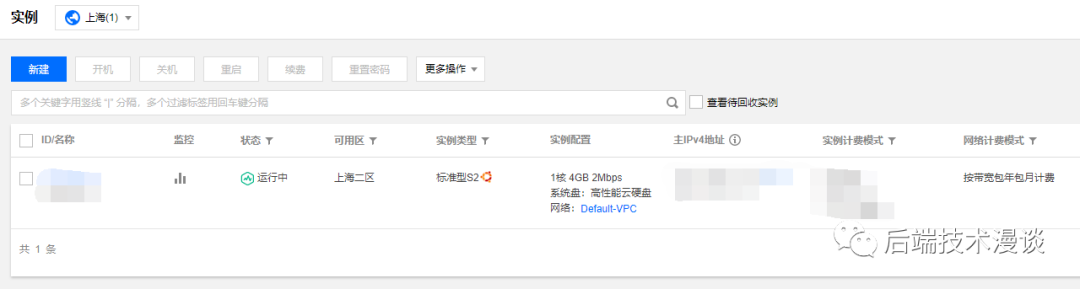 实例 上海(1)
新建 开机 关机 重启 续费 重置密码 更多操作
多个关键字用竖线 "|" 分隔，多个过滤标签用回车键分隔 查看待回收实例
ID/名称 监控 状态 可用区 实例类型 实例配置 主IPv4地址 实例计费模式 网络计费模式
运行中 上海二区 标准型S2 1核 4GB 2Mbps 按带宽包年包月计费
系统盘：高性能云硬盘
网络：Default-VPC
共 1 条
后端技术漫谈